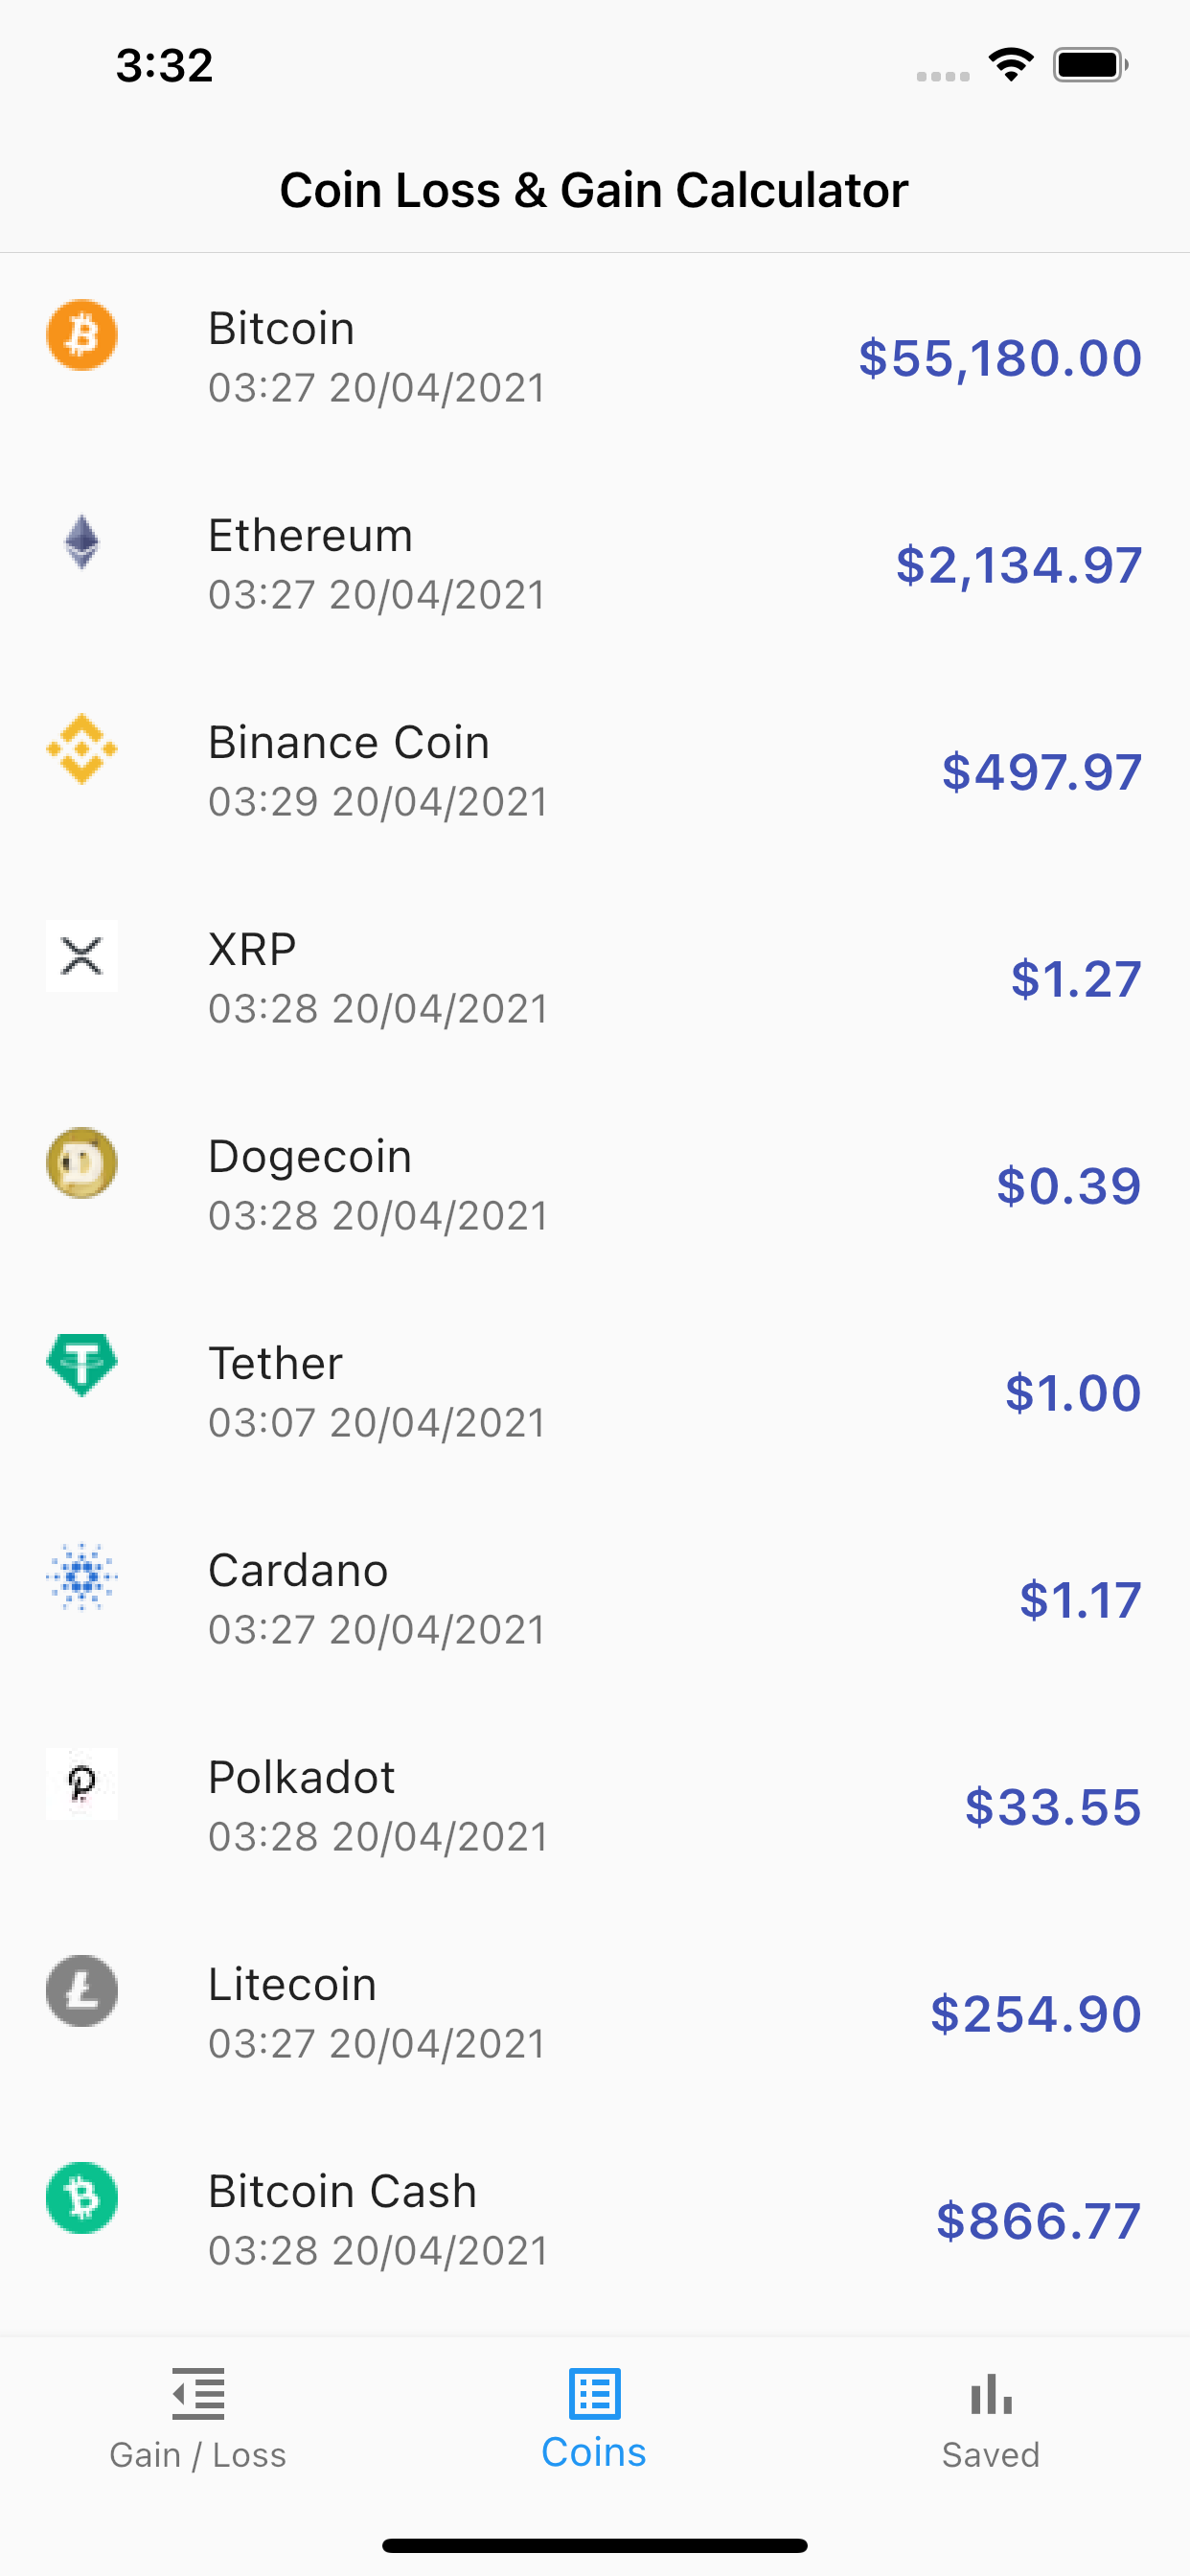 3:32
Coin Loss & Gain Calculator
Bitcoin
03:27 20/04/2021
$55,180.00
Ethereum
03:27 20/04/2021
$2,134.97
Binance Coin
03:29 20/04/2021
$497.97
XRP
03:28 20/04/2021
$1.27
Dogecoin
03:28 20/04/2021
$0.39
Tether
03:07 20/04/2021
$1.00
Cardano
03:27 20/04/2021
$1.17
Polkadot
03:28 20/04/2021
$33.55
Litecoin
03:27 20/04/2021
$254.90
Bitcoin Cash
03:28 20/04/2021
$866.77
Gain / Loss
Coins
Saved